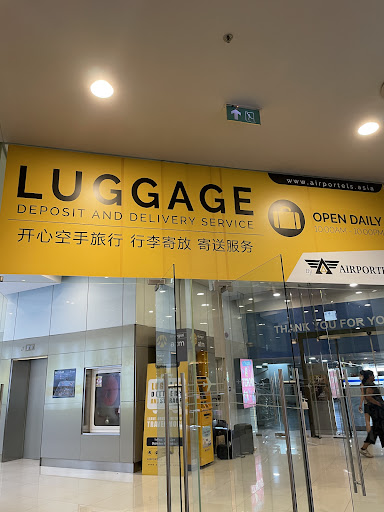 www.airportels.asia
LUGGAGE
DEPOSIT AND DELIVERY SERVICE
开心空手旅行 行李寄放 寄送服务
OPEN DAILY
AIRPORTE
THANK YOU FOR YO